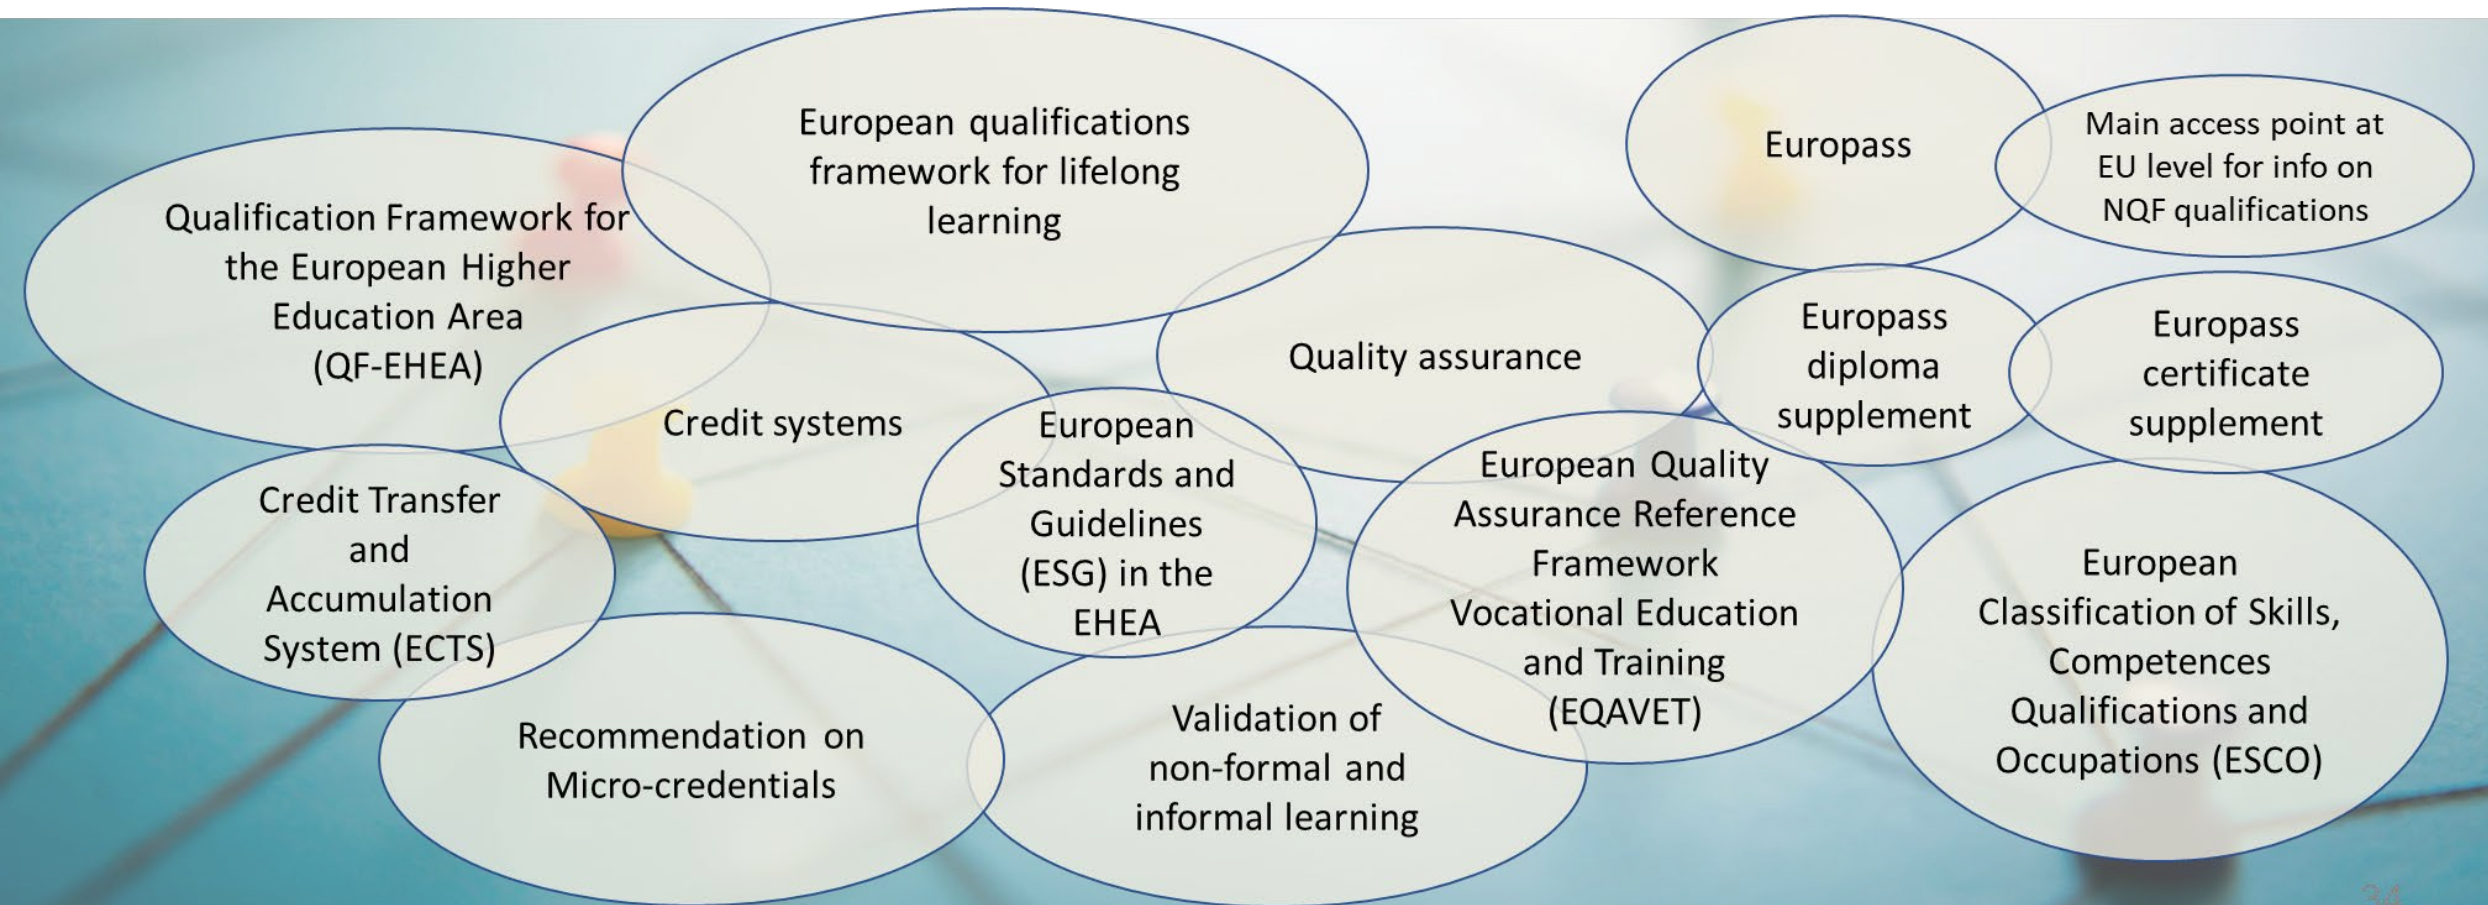 European qualifications
framework for lifelong
learning
Europass
Main access point at
EU level for info on
NQF qualifications
Qualification Framework for
the European Higher
Education Area
(QF-EHEA)
Quality assurance
Europass
diploma
supplement
Europass
certificate
supplement
Credit systems
European
Standards and
Guidelines
(ESG) in the
EHEA
European Quality
Assurance Reference
Framework
Vocational Education
and Training
(EQAVET)
Credit Transfer
and
Accumulation
System (ECTS)
European
Classification of Skills,
Competences
Qualifications and
Occupations (ESCO)
Recommendation on
Micro-credentials
Validation of
non-formal and
informal learning
34